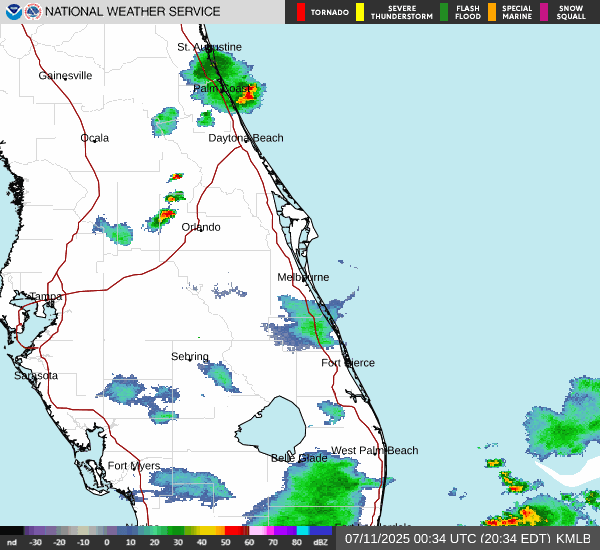 NATIONAL WEATHER SERVICE
TORNADO
SEVERE
THUNDERSTORM
FLASH
FLOOD
SPECIAL
MARINE
SNOW
SQUALL
St. Augustine
Gainesville
Palm Coast
Ocala
Daytona Beach
Orlando
Melbourne
Tampa
Sebring
Fort Pierce
Sarasota
West Palm Beach
Belle Glade
Fort Myers
nd -30 -20 -10 0 10 20 30 40 50 60 70 80 dBZ
07/11/2025 00:34 UTC (20:34 EDT) KMLB